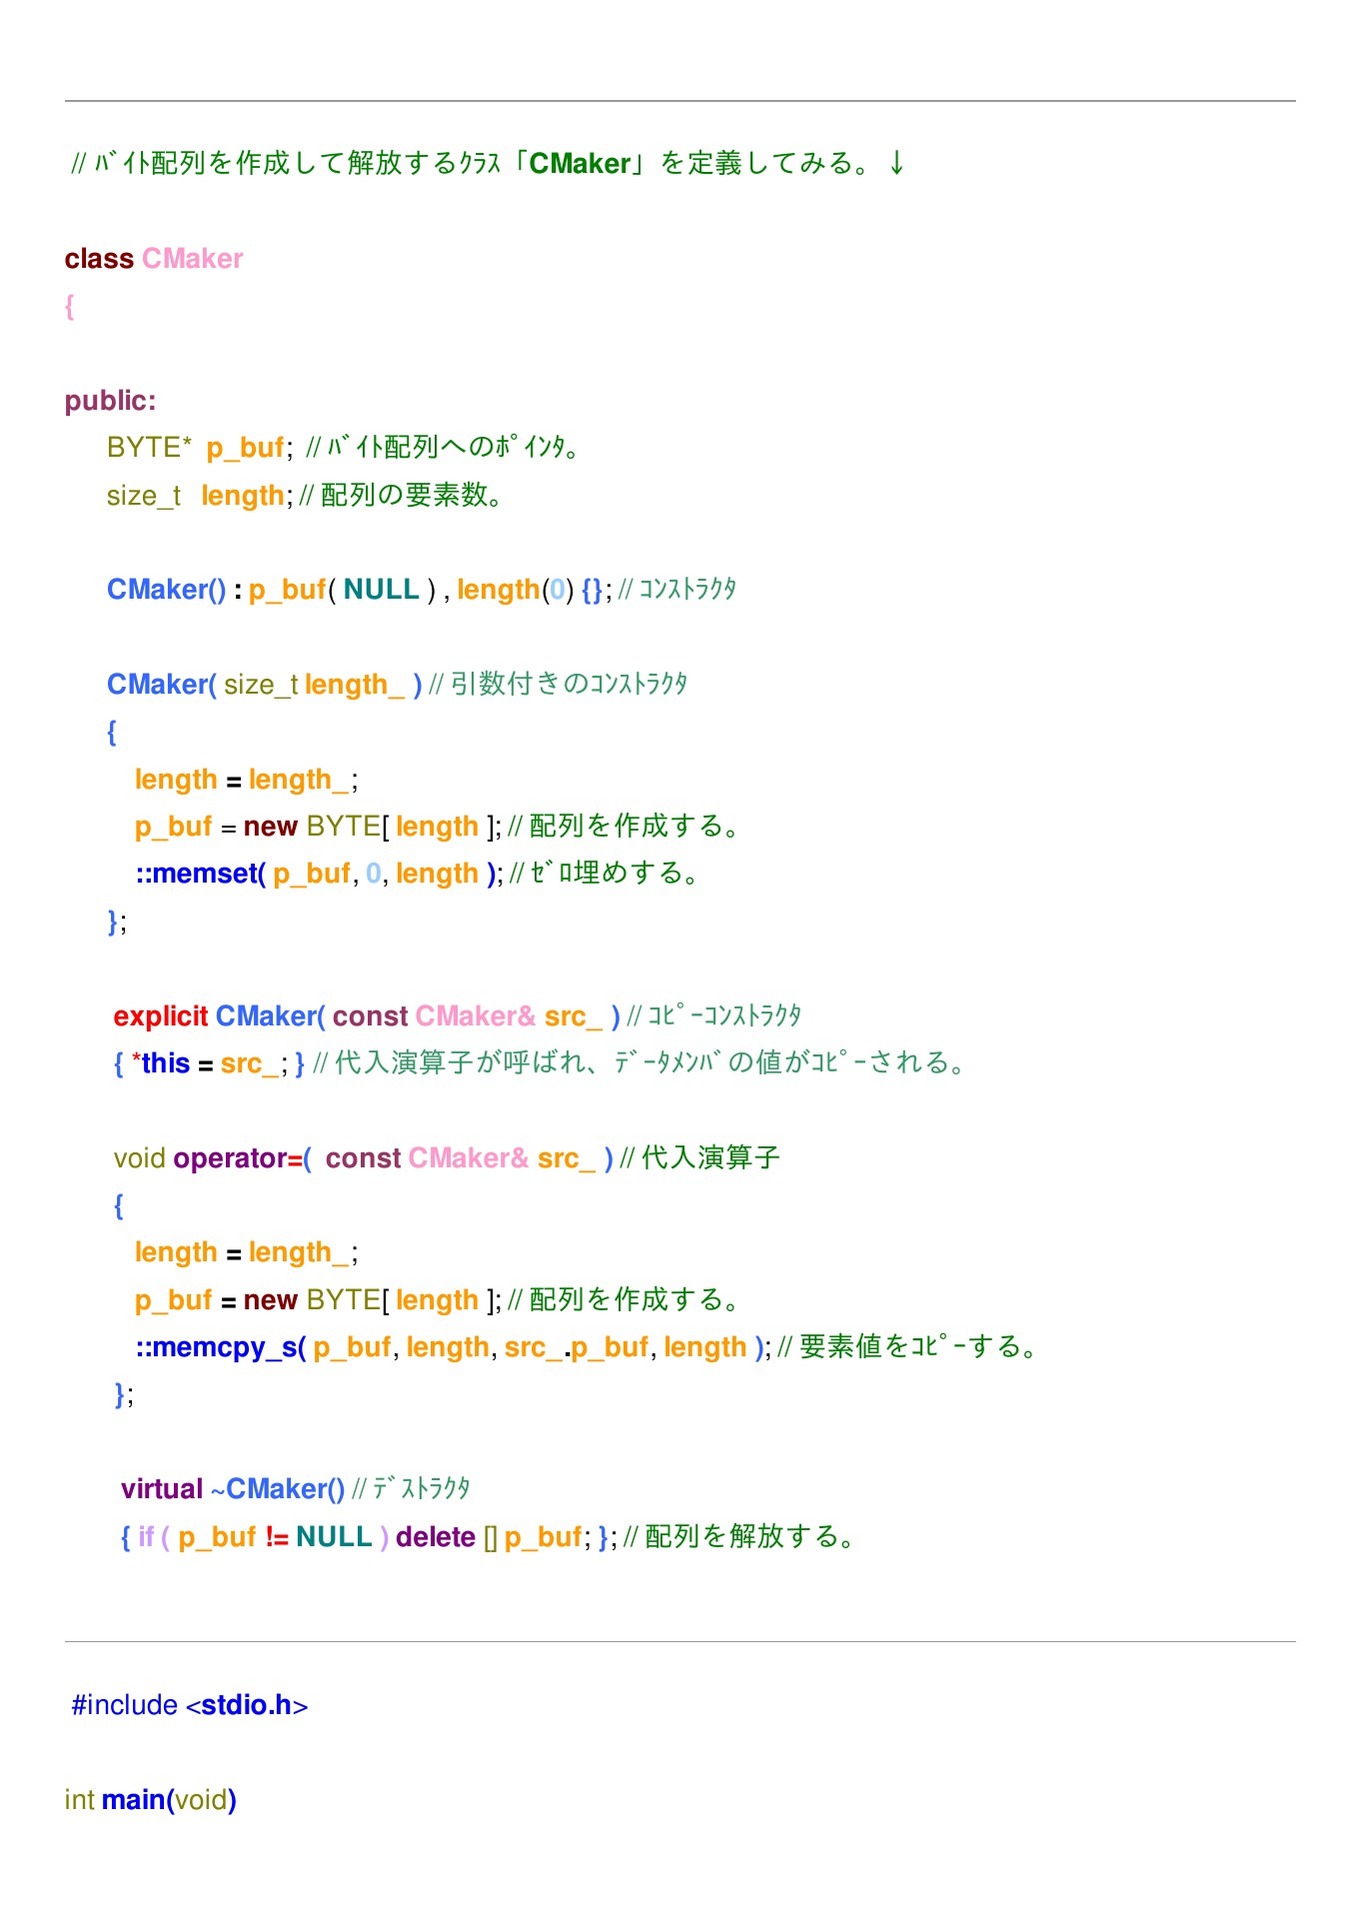 // ﾊﾞｲﾄ配列を作成して解放するｸﾗｽ「CMaker」を定義してみる。↓
class CMaker
{
public:
BYTE* p_buf; // ﾊﾞｲﾄ配列へのﾎﾟｲﾝﾀ。
size_t length; // 配列の要素数。
CMaker() : p_buf( NULL ) , length(0) {}; // ｺﾝｽﾄﾗｸﾀ
CMaker( size_t length_ ) // 引数付きのｺﾝｽﾄﾗｸﾀ
{
length = length_;
p_buf = new BYTE[ length ]; // 配列を作成する。
::memset( p_buf, 0, length ); // ｾﾞﾛ埋めする。
};
explicit CMaker( const CMaker& src_ ) // ｺﾋﾟｰｺﾝｽﾄﾗｸﾀ
{ *this = src_; } // 代入演算子が呼ばれ、ﾃﾞｰﾀﾒﾝﾊﾞの値がｺﾋﾟｰされる。
void operator=( const CMaker& src_ ) // 代入演算子
{
length = length_;
p_buf = new BYTE[ length ]; // 配列を作成する。
::memcpy_s( p_buf, length, src_.p_buf, length ); // 要素値をｺﾋﾟｰする。
};
virtual ~CMaker() // ﾃﾞｽﾄﾗｸﾀ
{ if ( p_buf != NULL ) delete [] p_buf; }; // 配列を解放する。
#include <stdio.h>
int main(void)